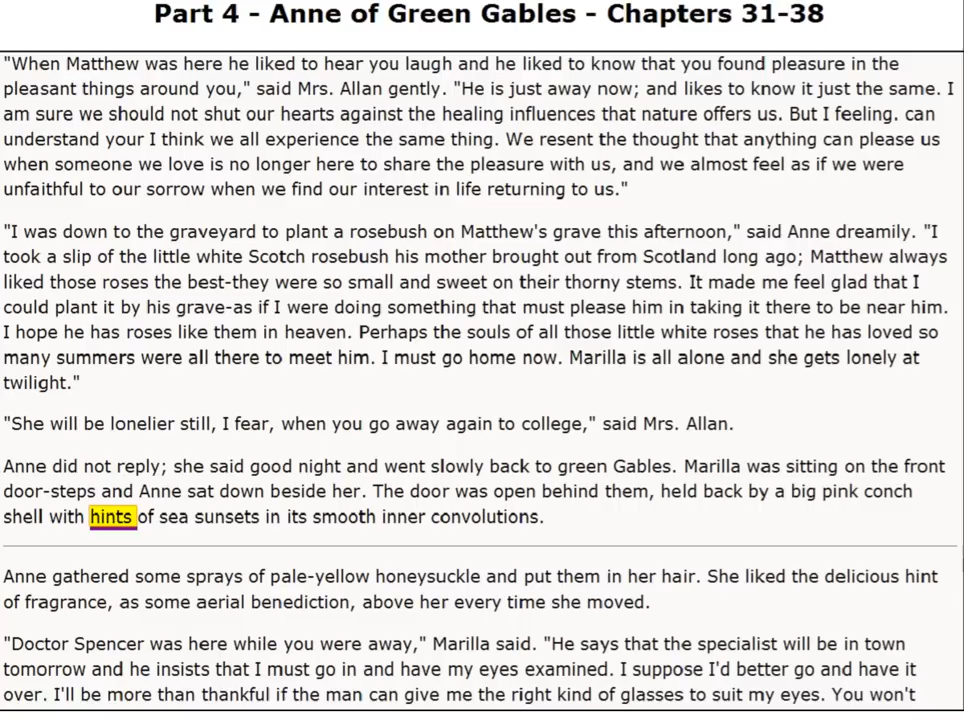 Part 4 - Anne of Green Gables - Chapters 31-38
"When Matthew was here he liked to hear you laugh and he liked to know that you found pleasure in the
pleasant things around you," said Mrs. Allan gently. "He is just away now; and likes to know it just the same. I
am sure we should not shut our hearts against the healing influences that nature offers us. But I feeling. can
understand your I think we all experience the same thing. We resent the thought that anything can please us
when someone we love is no longer here to share the pleasure with us, and we almost feel as if we were
unfaithful to our sorrow when we find our interest in life returning to us."
"I was down to the graveyard to plant a rosebush on Matthew's grave this afternoon," said Anne dreamily. "I
took a slip of the little white Scotch rosebush his mother brought out from Scotland long ago; Matthew always
liked those roses the best-they were so small and sweet on their thorny stems. It made me feel glad that I
could plant it by his grave-as if I were doing something that must please him in taking it there to be near him.
I hope he has roses like them in heaven. Perhaps the souls of all those little white roses that he has loved so
many summers were all there to meet him. I must go home now. Marilla is all alone and she gets lonely at
twilight."
"She will be lonelier still, I fear, when you go away again to college," said Mrs. Allan.
Anne did not reply; she said good night and went slowly back to green Gables. Marilla was sitting on the front
door-steps and Anne sat down beside her. The door was open behind them, held back by a big pink conch
shell with hints of sea sunsets in its smooth inner convolutions.
Anne gathered some sprays of pale-yellow honeysuckle and put them in her hair. She liked the delicious hint
of fragrance, as some aerial benediction, above her every time she moved.
"Doctor Spencer was here while you were away," Marilla said. "He says that the specialist will be in town
tomorrow and he insists that I must go in and have my eyes examined. I suppose I'd better go and have it
over. I'll be more than thankful if the man can give me the right kind of glasses to suit my eyes. You won't